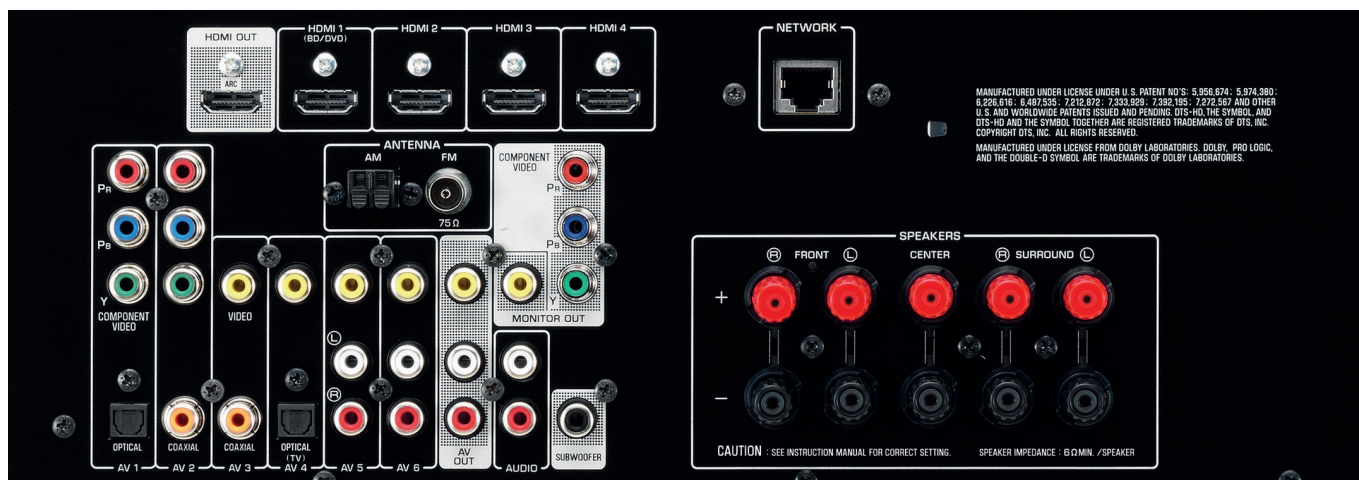 HDMI OUT
ARC
HDMI 1
(BD/DVD)
HDMI 2
HDMI 3
HDMI 4
NETWORK
MANUFACTURED UNDER LICENSE UNDER U.S. PATENT NO'S: 5,956,674; 5,974,380;
6,226,616; 6,487,535; 7,212,872; 7,333,929; 7,392,195; 7,272,567 AND OTHER
U.S. AND WORLDWIDE PATENTS ISSUED AND PENDING. DTS-HD, THE SYMBOL, AND
DTS-HD AND THE SYMBOL TOGETHER ARE REGISTERED TRADEMARKS OF DTS, INC.
COPYRIGHT DTS, INC. ALL RIGHTS RESERVED.
MANUFACTURED UNDER LICENSE FROM DOLBY LABORATORIES. DOLBY, PRO LOGIC,
AND THE DOUBLE-D SYMBOL ARE TRADEMARKS OF DOLBY LABORATORIES.
PR
PB
Y
COMPONENT
VIDEO
OPTICAL
AV 1
COAXIAL
AV 2
VIDEO
COAXIAL
AV 3
OPTICAL
(TV)
AV 4
L
R
AV 5
AV 6
ANTENNA
AM
FM
75Ω
COMPONENT
VIDEO
PR
PB
Y
MONITOR OUT
AV
OUT
AUDIO
SUBWOOFER
SPEAKERS
R FRONT L
CENTER
R SURROUND L
+
−
CAUTION : SEE INSTRUCTION MANUAL FOR CORRECT SETTING.
SPEAKER IMPEDANCE : 6ΩMIN. /SPEAKER